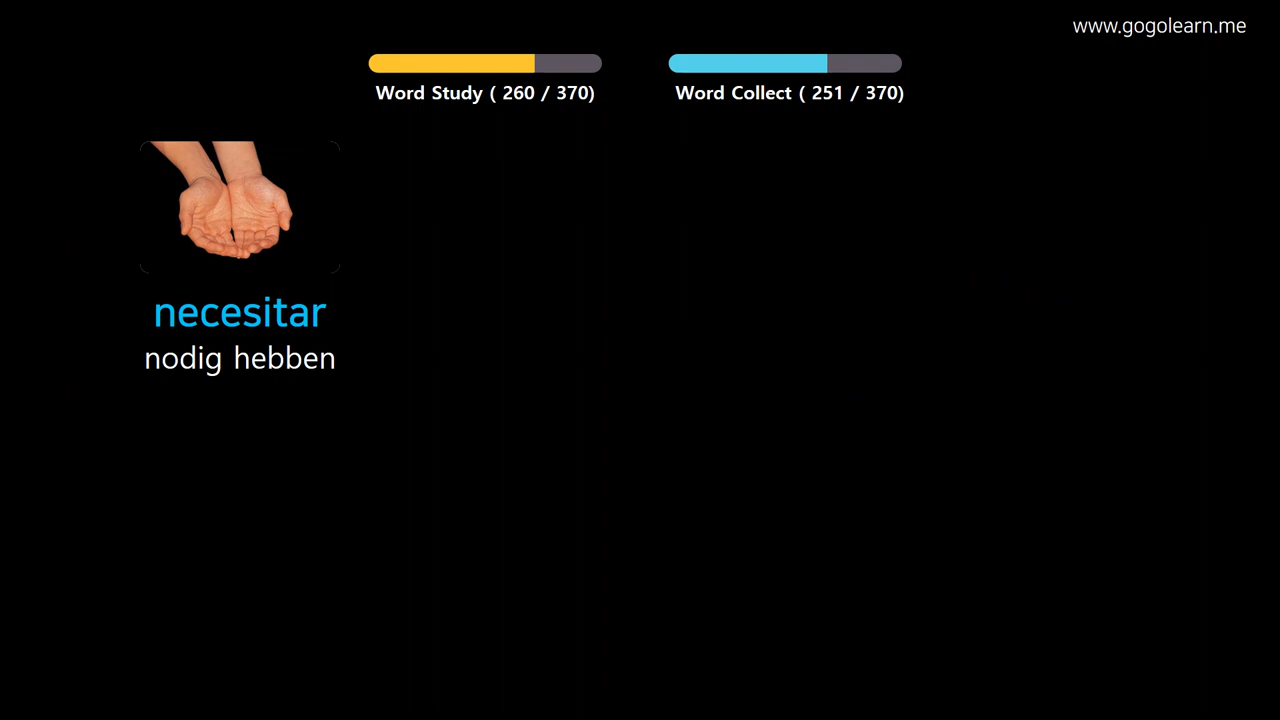 www.gogolearn.me
Word Study ( 260 / 370)
Word Collect ( 251 / 370)
necesitar
nodig hebben